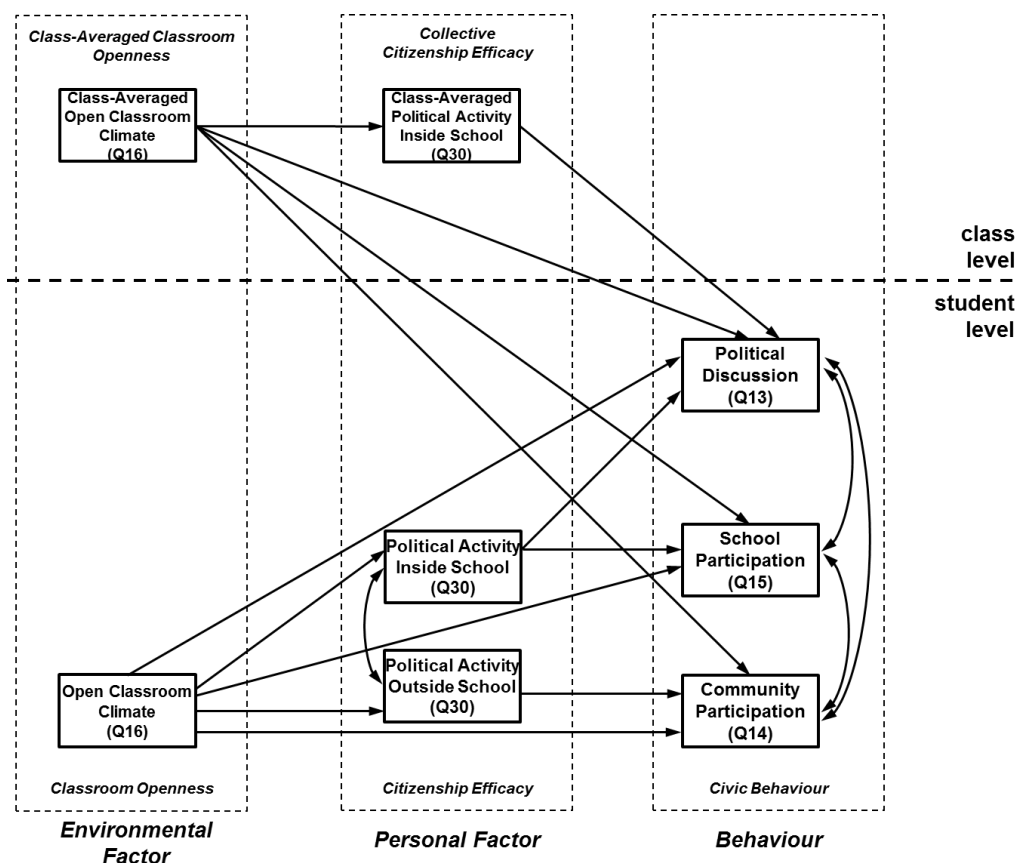 Class-Averaged Classroom
Openness
Collective
Citizenship Efficacy
Class-Averaged
Open Classroom
Climate
(Q16)
Class-Averaged
Political Activity
Inside School
(Q30)
class
level
student
level
Political
Discussion
(Q13)
School
Participation
(Q15)
Political Activity
Inside School
(Q30)
Political Activity
Outside School
(Q30)
Open Classroom
Climate
(Q16)
Community
Participation
(Q14)
Classroom Openness
Citizenship Efficacy
Civic Behaviour
Environmental
Factor
Personal Factor
Behaviour